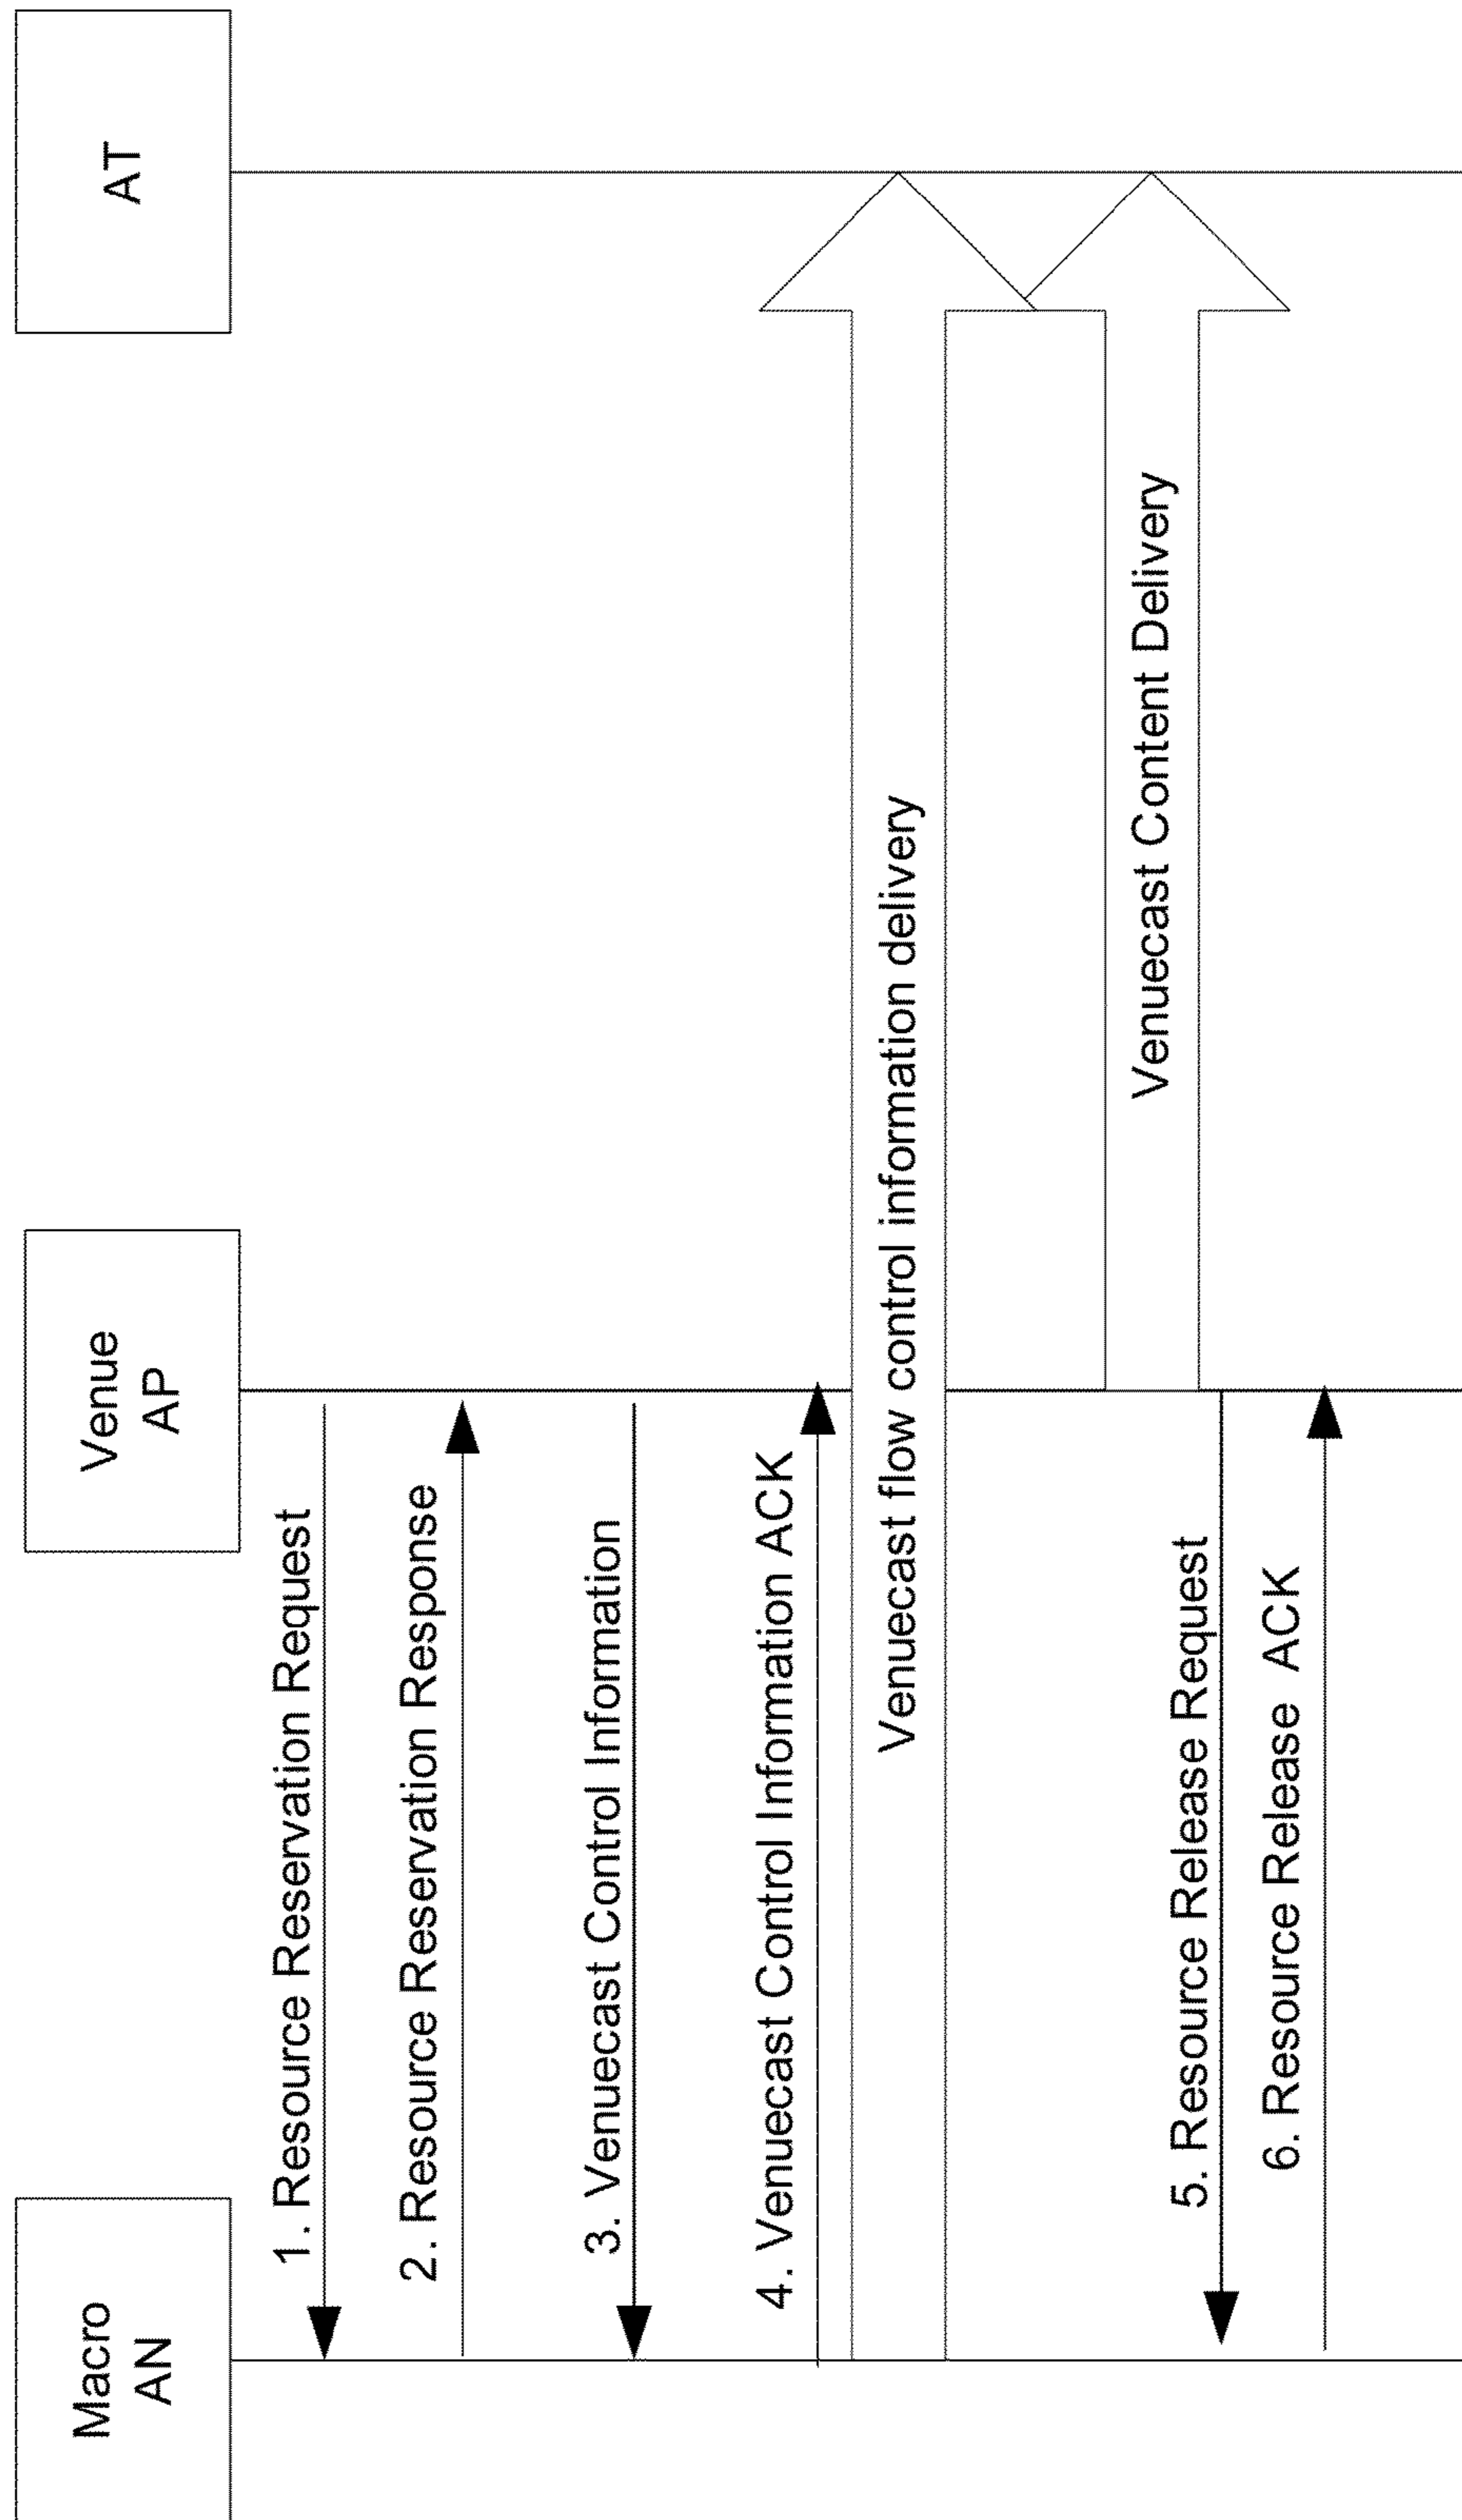 Macro
AN
Venue
AP
AT
1. Resource Reservation Request
2. Resource Reservation Response
3. Venuecast Control Information
4. Venuecast Control Information ACK
Venuecast flow control information delivery
Venuecast Content Delivery
5. Resource Release Request
6. Resource Release ACK